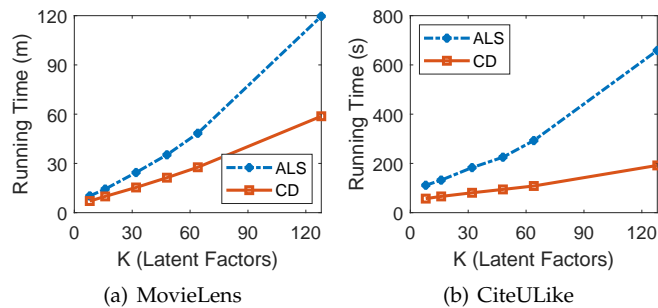 120
90
60
30
0
Running Time (m)
ALS
CD
0 30 60 90 120
K (Latent Factors)
(a) MovieLens
800
600
400
200
0
Running Time (s)
ALS
CD
0 30 60 90 120
K (Latent Factors)
(b) CiteULike